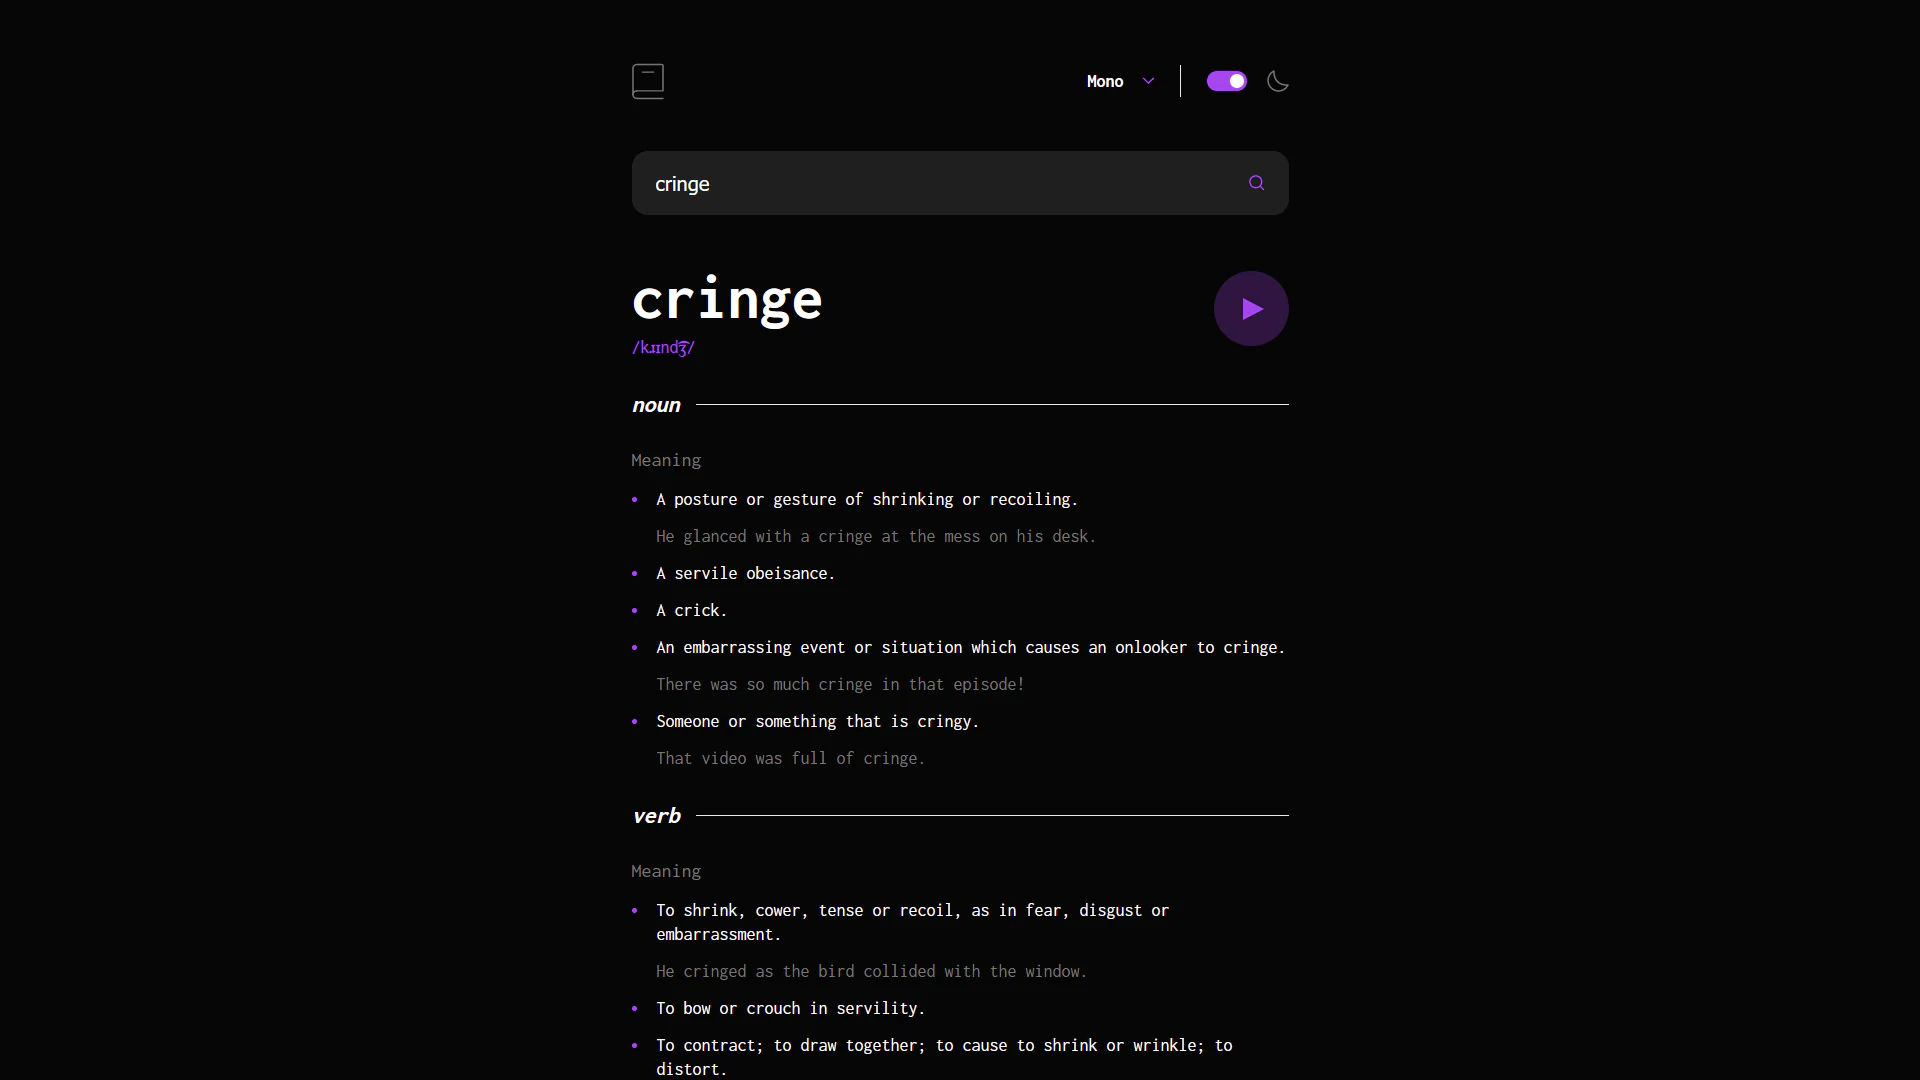 Mono
cringe
cringe
/kɹɪnd͡ʒ/
noun
Meaning
• A posture or gesture of shrinking or recoiling.
He glanced with a cringe at the mess on his desk.
• A servile obeisance.
• A crick.
• An embarrassing event or situation which causes an onlooker to cringe.
There was so much cringe in that episode!
• Someone or something that is cringy.
That video was full of cringe.
verb
Meaning
• To shrink, cower, tense or recoil, as in fear, disgust or
embarrassment.
He cringed as the bird collided with the window.
• To bow or crouch in servility.
• To contract; to draw together; to cause to shrink or wrinkle; to
distort.